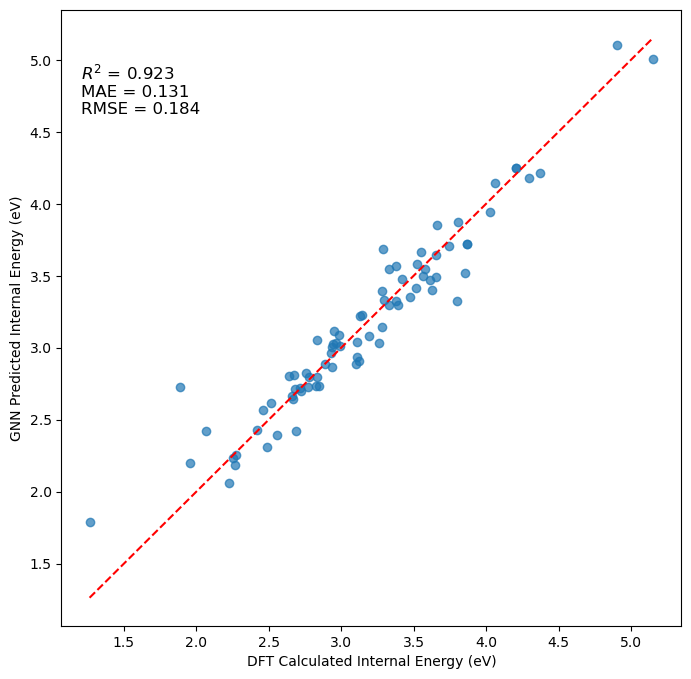 R² = 0.923
MAE = 0.131
RMSE = 0.184
5.0
4.5
4.0
3.5
3.0
2.5
2.0
1.5
GNN Predicted Internal Energy (eV)
1.5 2.0 2.5 3.0 3.5 4.0 4.5 5.0
DFT Calculated Internal Energy (eV)